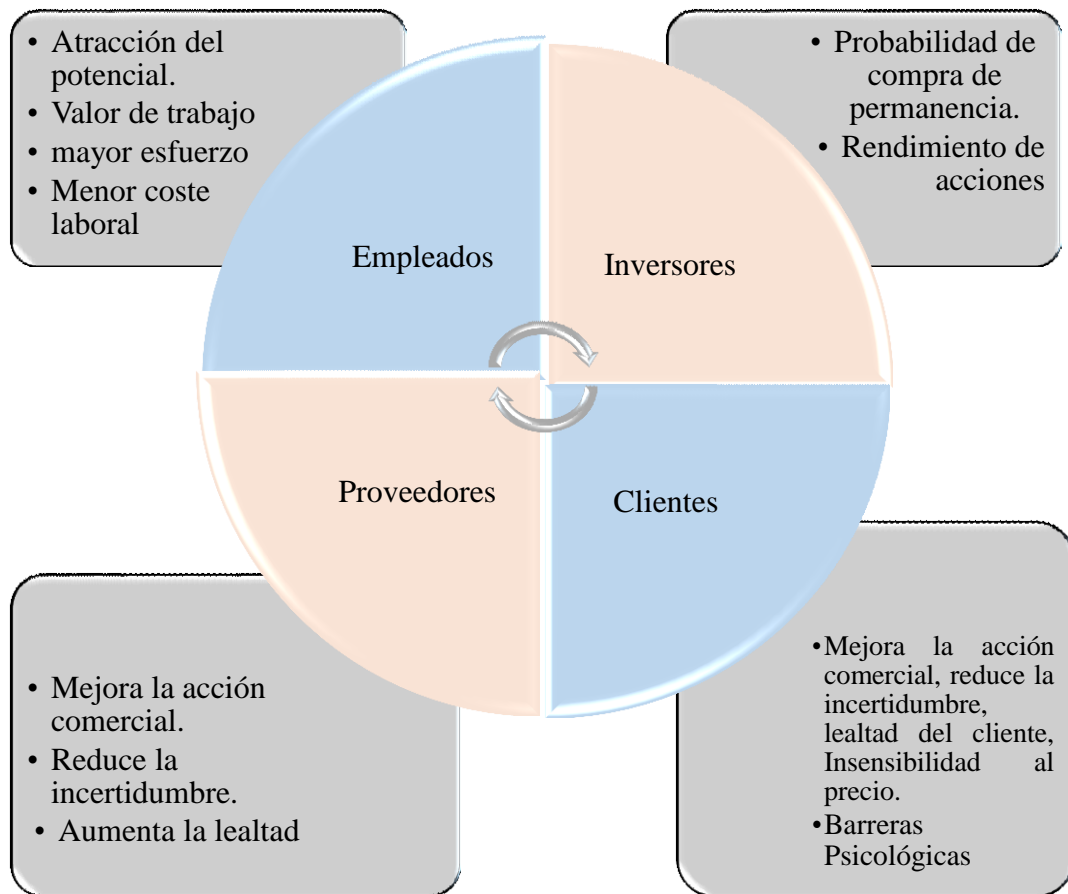 • Atracción del
potencial.
• Valor de trabajo
• mayor esfuerzo
• Menor coste
laboral
• Probabilidad de
compra de
permanencia.
• Rendimiento de
acciones
Empleados
Inversores
Proveedores
Clientes
• Mejora la acción
comercial.
• Reduce la
incertidumbre.
• Aumenta la lealtad
•Mejora la acción
comercial, reduce la
incertidumbre,
lealtad del cliente,
Insensibilidad al
precio.
•Barreras
Psicológicas